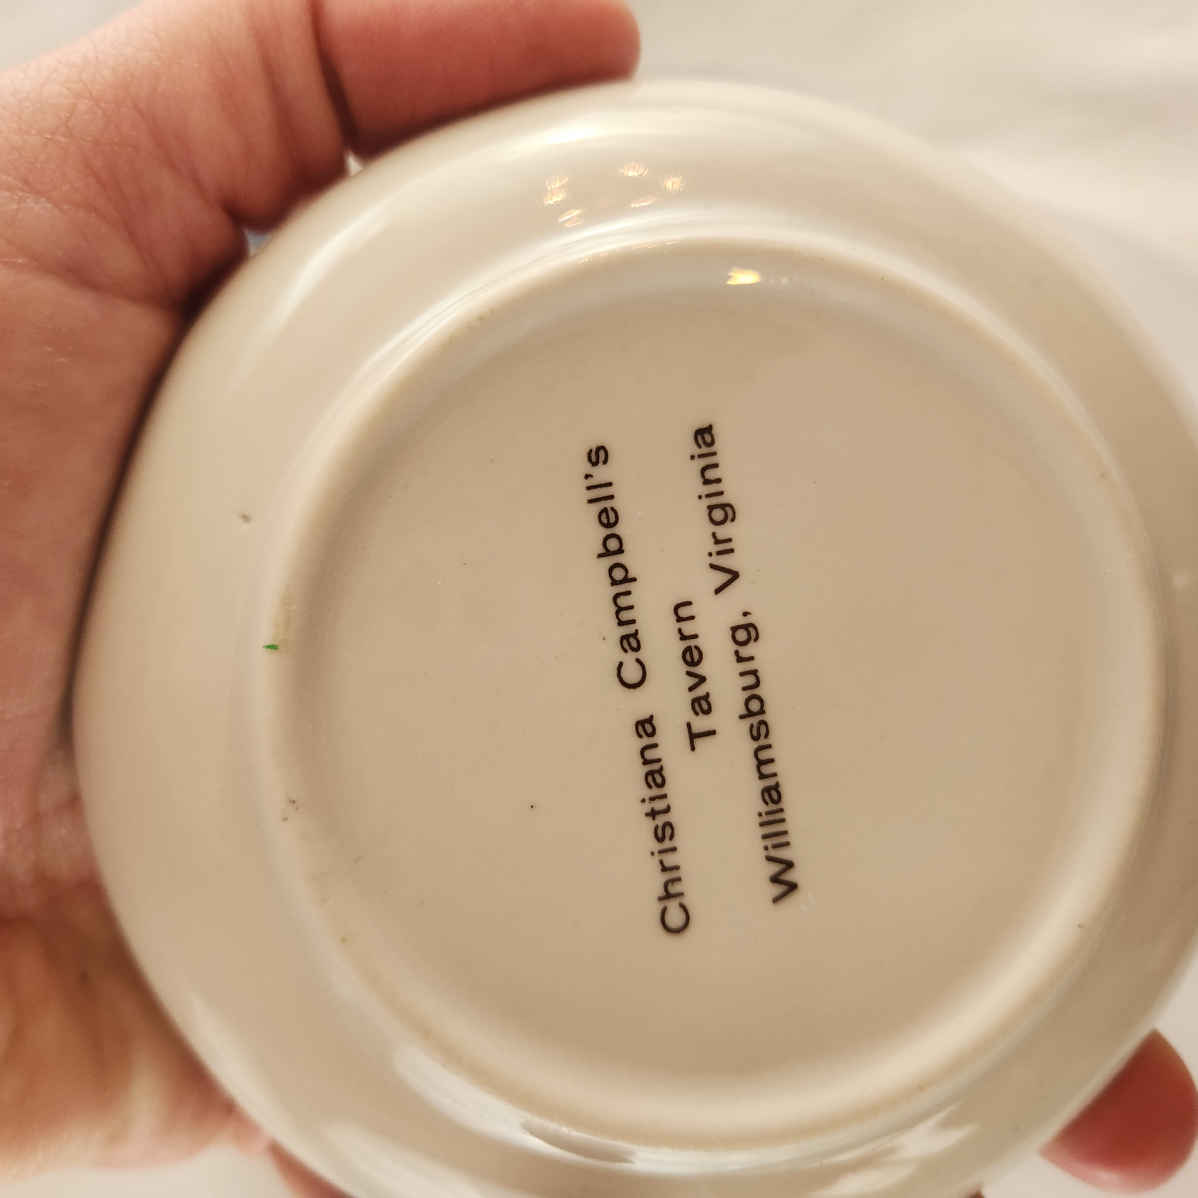 Christiana Campbell's
Tavern
Williamsburg, Virginia